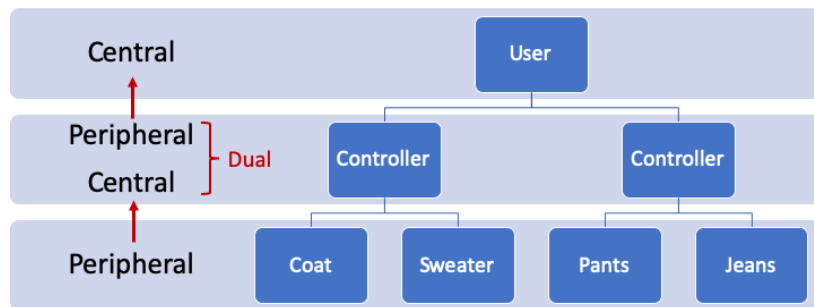 Central
User
Peripheral
Central
Dual
Controller
Controller
Peripheral
Coat
Sweater
Pants
Jeans